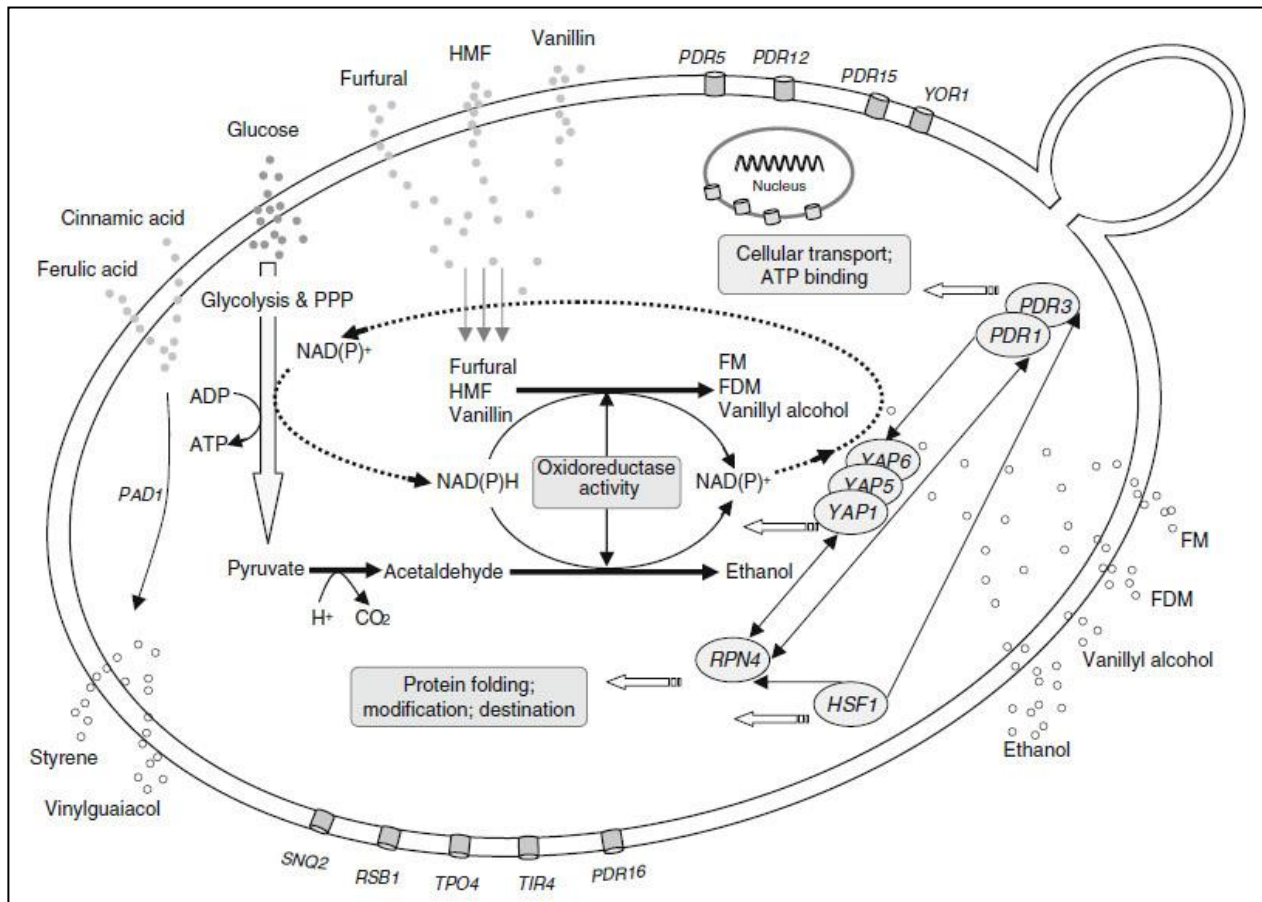 Vanillin
HMF
Furfural
Glucose
Cinnamic acid
Ferulic acid
PDR5
PDR12
PDR15
YOR1
Nucleus
Cellular transport;
ATP binding
PDR3
PDR1
Glycolysis & PPP
NAD(P)+
Furfural
HMF
Vanillin
FM
FDM
Vanillyl alcohol
ADP
ATP
PAD1
NAD(P)H
Oxidoreductase
activity
NAD(P)+
YAP6
YAP5
YAP1
Pyruvate
Acetaldehyde
Ethanol
H+
CO2
FM
FDM
Vanillyl alcohol
Ethanol
RPN4
HSF1
Protein folding;
modification; destination
Styrene
Vinylguaiacol
SNQ2
RSB1
TPO4
TIR4
PDR16